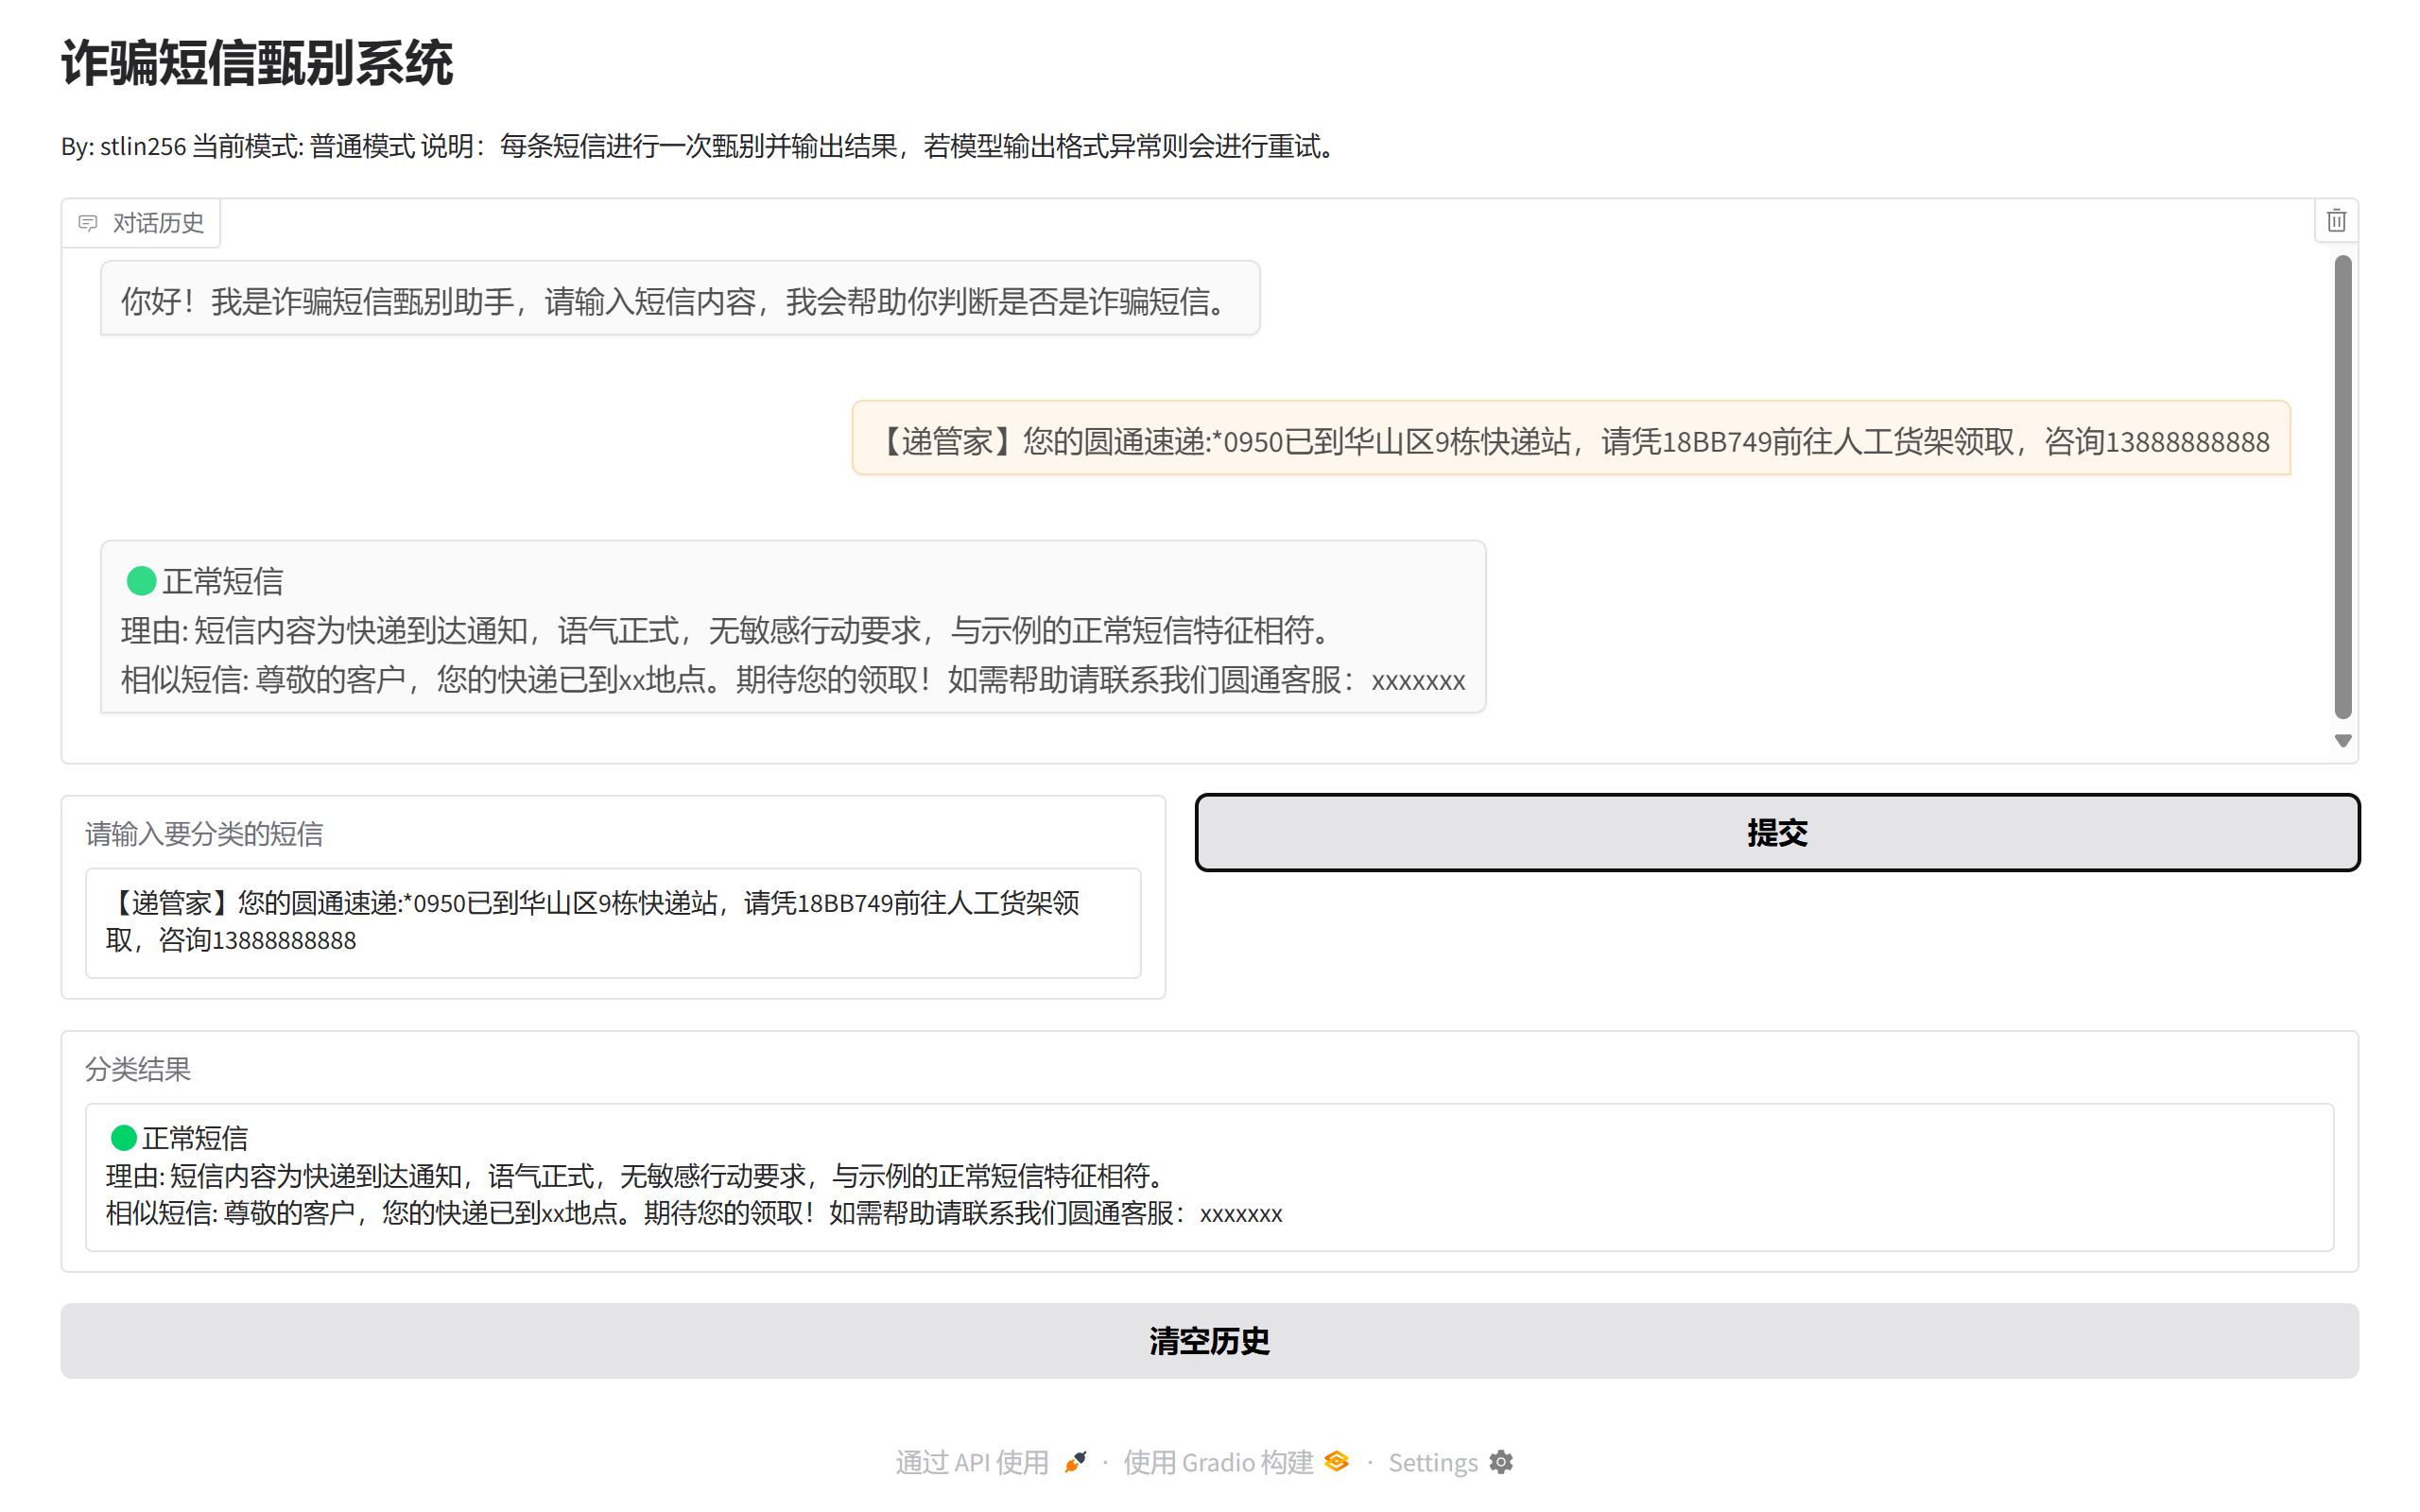 诈骗短信甄别系统
By: stlin256 当前模式: 普通模式 说明：每条短信进行一次甄别并输出结果，若模型输出格式异常则会进行重试。
对话历史
你好！我是诈骗短信甄别助手，请输入短信内容，我会帮助你判断是否是诈骗短信。
【递管家】您的圆通速递:*0950已到华山区9栋快递站，请凭18BB749前往人工货架领取，咨询13888888888
正常短信
理由: 短信内容为快递到达通知，语气正式，无敏感行动要求，与示例的正常短信特征相符。
相似短信: 尊敬的客户，您的快递已到xx地点。期待您的领取！如需帮助请联系我们圆通客服：xxxxxxx
请输入要分类的短信
提交
【递管家】您的圆通速递:*0950已到华山区9栋快递站，请凭18BB749前往人工货架领
取，咨询13888888888
分类结果
正常短信
理由: 短信内容为快递到达通知，语气正式，无敏感行动要求，与示例的正常短信特征相符。
相似短信: 尊敬的客户，您的快递已到xx地点。期待您的领取！如需帮助请联系我们圆通客服：xxxxxxx
清空历史
通过 API 使用 · 使用 Gradio 构建 · Settings